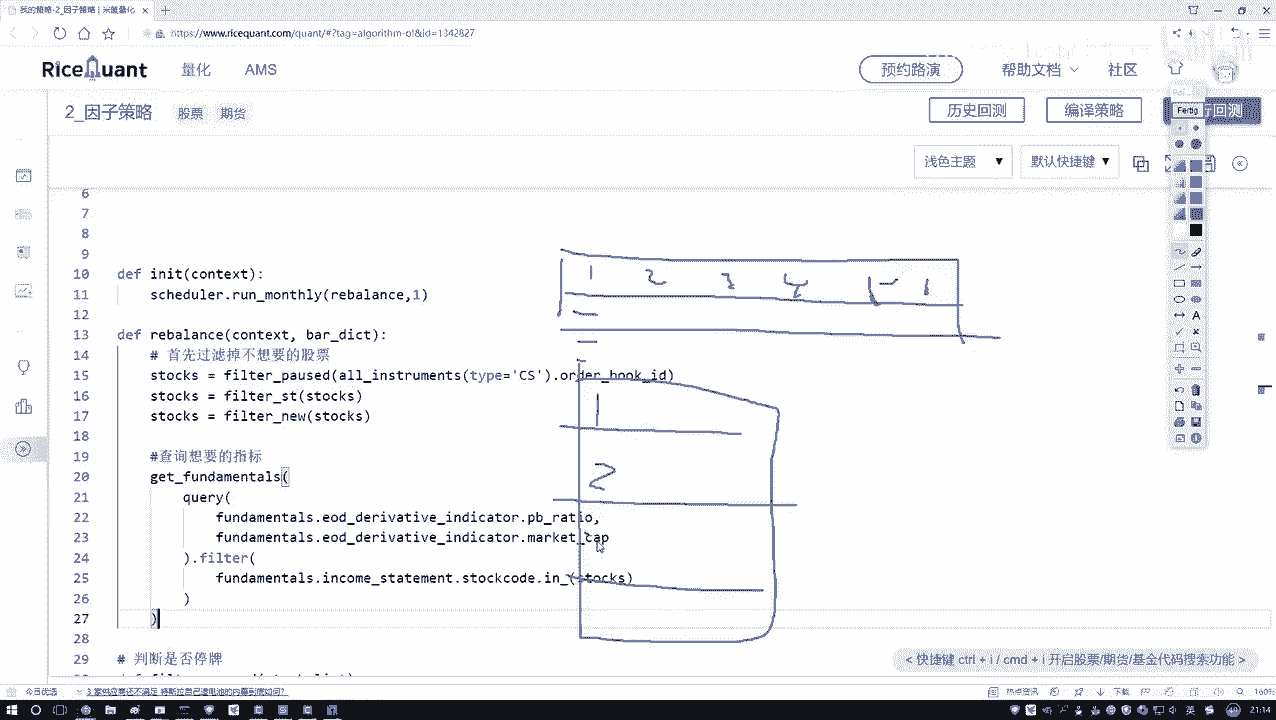 我的策略-2_因子策略 | 米筐量化
https://www.ricequant.com/quant/#?tag=algorithm-ol&id=1342827
RiceQuant 量化 AMS 预约路演 帮助文档 社区
2_因子策略 股票 期货 历史回测 编译策略 回测
Fertig
浅色主题 默认快捷键
6
7
8
9
10 def init(context):
11 scheduler.run_monthly(rebalance,1)
12
13 def rebalance(context, bar_dict):
14 # 首先过滤掉不想要的股票
15 stocks = filter_paused(all_instruments(type='CS').order_book_id)
16 stocks = filter_st(stocks)
17 stocks = filter_new(stocks)
18
19 #查询想要的指标
20 get_fundamentals(
21 query(
22 fundamentals.eod_derivative_indicator.pb_ratio,
23 fundamentals.eod_derivative_indicator.market_cap
24 ).filter(
25 fundamentals.income_statement.stockcode.in_(stocks)
26 )
27 )
28
29 # 判断是否停牌
1 2 3 4
1
2
<快捷键 ctrl + i / cmd + i 开启股票/期货/基金代码搜索功能 >
今日优选 热点资讯 下载 160%
21:14